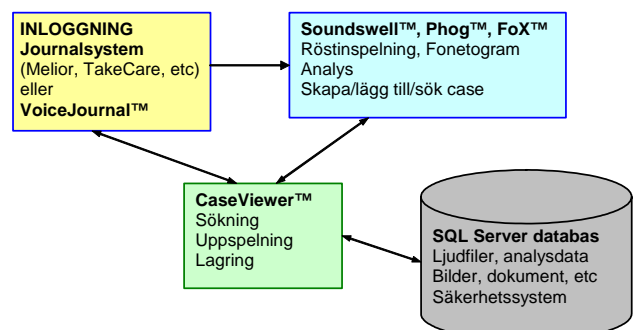 INLOGGNING
Journalsystem
(Melior, TakeCare, etc)
eller
VoiceJournal™
Soundswell™, Phog™, FoX™
Röstinspelning, Fonetogram
Analys
Skapa/lägg till/sök case
CaseViewer™
Sökning
Uppspelning
Lagring
SQL Server databas
Ljudfiler, analysdata
Bilder, dokument, etc
Säkerhetssystem